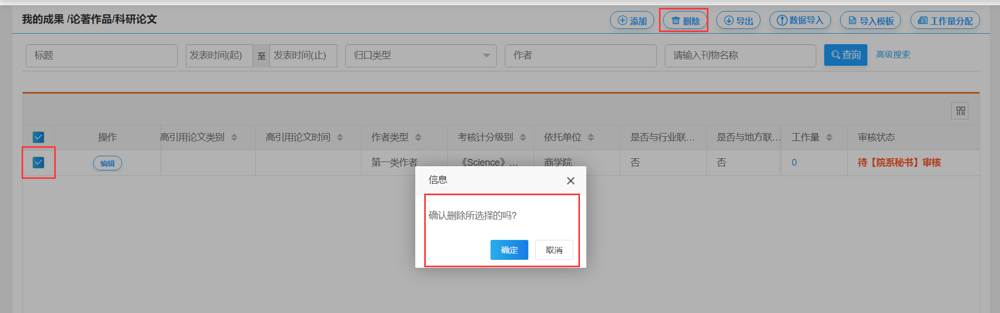 我的成果 /论著作品/科研论文
添加 删除 导出 数据导入 导入模板 工作量分配
标题 发表时间(起) 至 发表时间(止) 归口类型 作者 请输入刊物名称 查询 高级搜索
操作 高引用论文类别 高引用论文时间 作者类型 考核计分级别 依托单位 是否与行业联... 是否与地方联... 工作量 审核状态
编辑 第一类作者 《Science》 ... 商学院 否 否 0 待【院系秘书】审核
信息
确认删除所选择的吗?
确定 取消